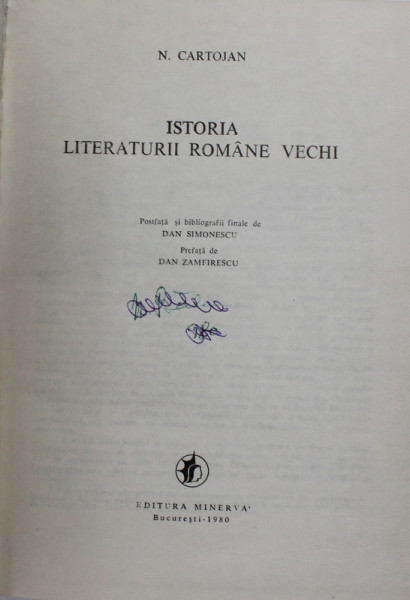 N. CARTOJAN
ISTORIA
LITERATURII ROMÂNE VECHI
Postfață și bibliografii finale de
DAN SIMONESCU
Prefață de
DAN ZAMFIRESCU
EDITURA MINERVA
București-1980